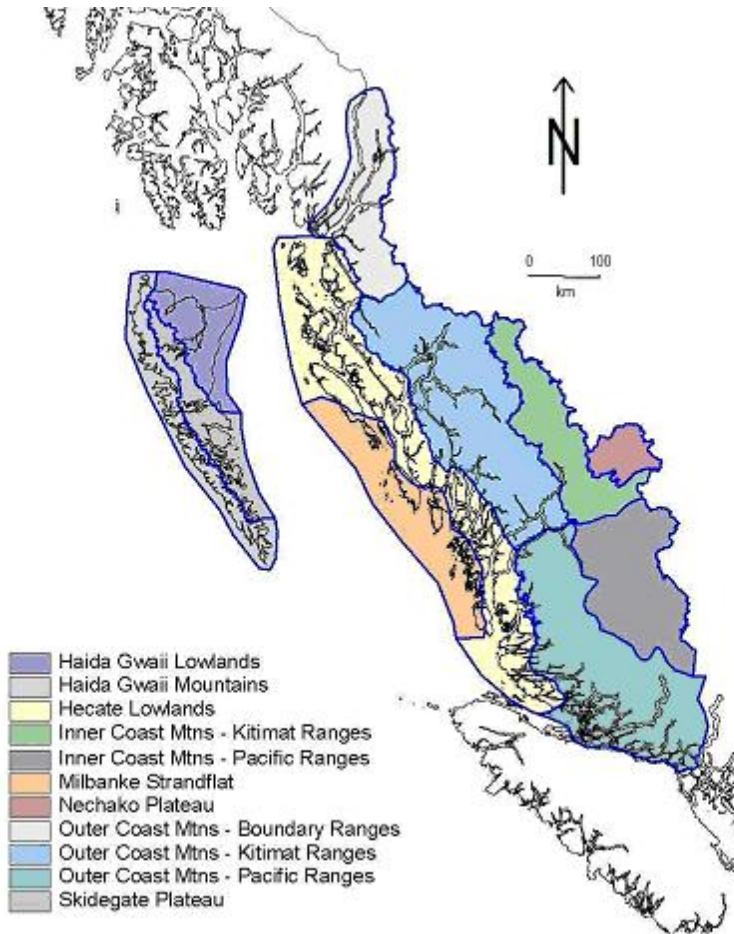 N
i
0 100
km
Haida Gwaii Lowlands
Haida Gwaii Mountains
Hecate Lowlands
Inner Coast Mtns - Kitimat Ranges
Inner Coast Mtns - Pacific Ranges
Milbanke Strandflat
Nechako Plateau
Outer Coast Mtns - Boundary Ranges
Outer Coast Mtns - Kitimat Ranges
Outer Coast Mtns - Pacific Ranges
Skidegate Plateau